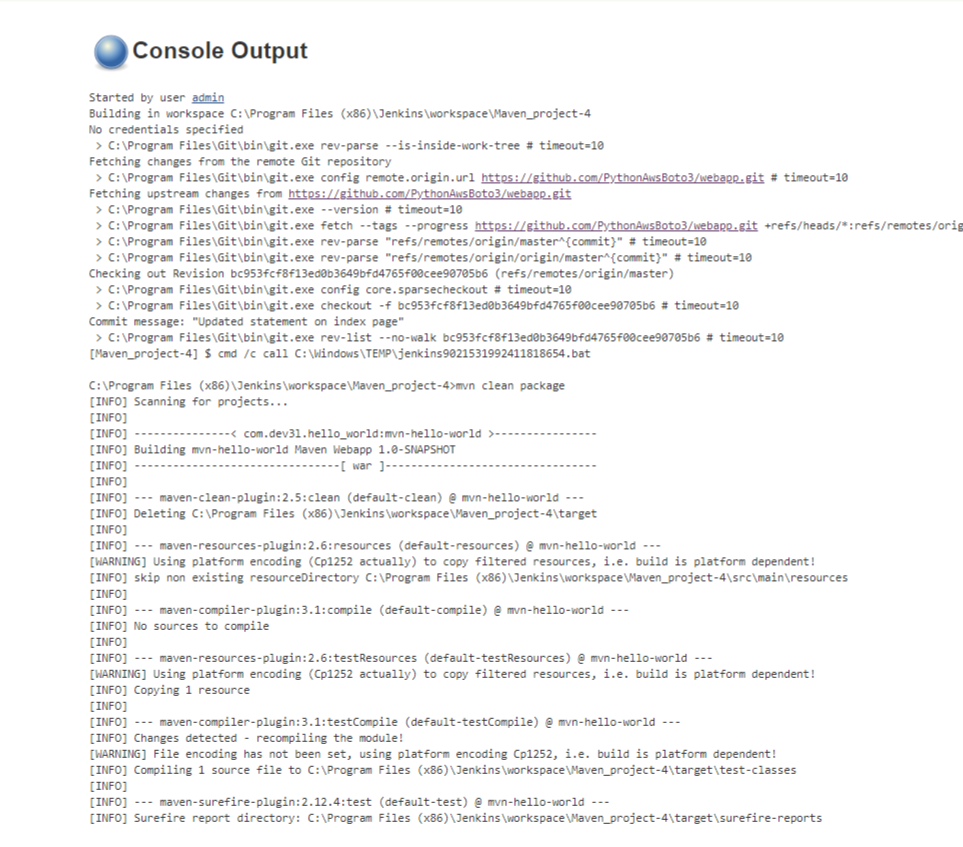 Console Output
Started by user admin
Building in workspace C:\Program Files (x86)\Jenkins\workspace\Maven_project-4
No credentials specified
> C:\Program Files\Git\bin\git.exe rev-parse --is-inside-work-tree # timeout=10
Fetching changes from the remote Git repository
> C:\Program Files\Git\bin\git.exe config remote.origin.url https://github.com/PythonAwsBoto3/webapp.git # timeout=10
Fetching upstream changes from https://github.com/PythonAwsBoto3/webapp.git
> C:\Program Files\Git\bin\git.exe --version # timeout=10
> C:\Program Files\Git\bin\git.exe fetch --tags --progress https://github.com/PythonAwsBoto3/webapp.git +refs/heads/*:refs/remotes/orig
> C:\Program Files\Git\bin\git.exe rev-parse "refs/remotes/origin/master^{commit}" # timeout=10
> C:\Program Files\Git\bin\git.exe rev-parse "refs/remotes/origin/origin/master^{commit}" # timeout=10
Checking out Revision bc953fcf8f13ed0b3649bfd4765f00cee90705b6 (refs/remotes/origin/master)
> C:\Program Files\Git\bin\git.exe config core.sparsecheckout # timeout=10
> C:\Program Files\Git\bin\git.exe checkout -f bc953fcf8f13ed0b3649bfd4765f00cee90705b6 # timeout=10
Commit message: "Updated statement on index page"
> C:\Program Files\Git\bin\git.exe rev-list --no-walk bc953fcf8f13ed0b3649bfd4765f00cee90705b6 # timeout=10
[Maven_project-4] $ cmd /c call C:\Windows\TEMP\jenkins9021531992411818654.bat
C:\Program Files (x86)\Jenkins\workspace\Maven_project-4>mvn clean package
[INFO] Scanning for projects...
[INFO]
[INFO] ---------------< com.dev3l.hello_world:mvn-hello-world >----------------
[INFO] Building mvn-hello-world Maven Webapp 1.0-SNAPSHOT
[INFO] --------------------------------[ war ]---------------------------------
[INFO]
[INFO] --- maven-clean-plugin:2.5:clean (default-clean) @ mvn-hello-world ---
[INFO] Deleting C:\Program Files (x86)\Jenkins\workspace\Maven_project-4\target
[INFO]
[INFO] --- maven-resources-plugin:2.6:resources (default-resources) @ mvn-hello-world ---
[WARNING] Using platform encoding (Cp1252 actually) to copy filtered resources, i.e. build is platform dependent!
[INFO] skip non existing resourceDirectory C:\Program Files (x86)\Jenkins\workspace\Maven_project-4\src\main\resources
[INFO]
[INFO] --- maven-compiler-plugin:3.1:compile (default-compile) @ mvn-hello-world ---
[INFO] No sources to compile
[INFO]
[INFO] --- maven-resources-plugin:2.6:testResources (default-testResources) @ mvn-hello-world ---
[WARNING] Using platform encoding (Cp1252 actually) to copy filtered resources, i.e. build is platform dependent!
[INFO] Copying 1 resource
[INFO]
[INFO] --- maven-compiler-plugin:3.1:testCompile (default-testCompile) @ mvn-hello-world ---
[INFO] Changes detected - recompiling the module!
[WARNING] File encoding has not been set, using platform encoding Cp1252, i.e. build is platform dependent!
[INFO] Compiling 1 source file to C:\Program Files (x86)\Jenkins\workspace\Maven_project-4\target\test-classes
[INFO]
[INFO] --- maven-surefire-plugin:2.12.4:test (default-test) @ mvn-hello-world ---
[INFO] Surefire report directory: C:\Program Files (x86)\Jenkins\workspace\Maven_project-4\target\surefire-reports